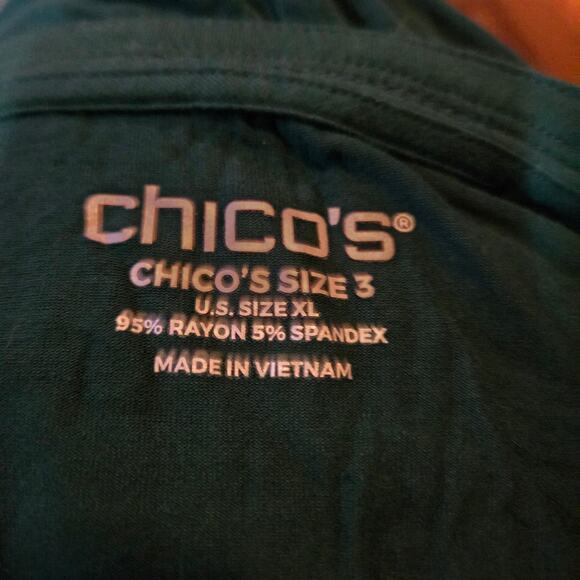 chico's®
CHICO'S SIZE 3
U.S. SIZE XL
95% RAYON 5% SPANDEX
MADE IN VIETNAM